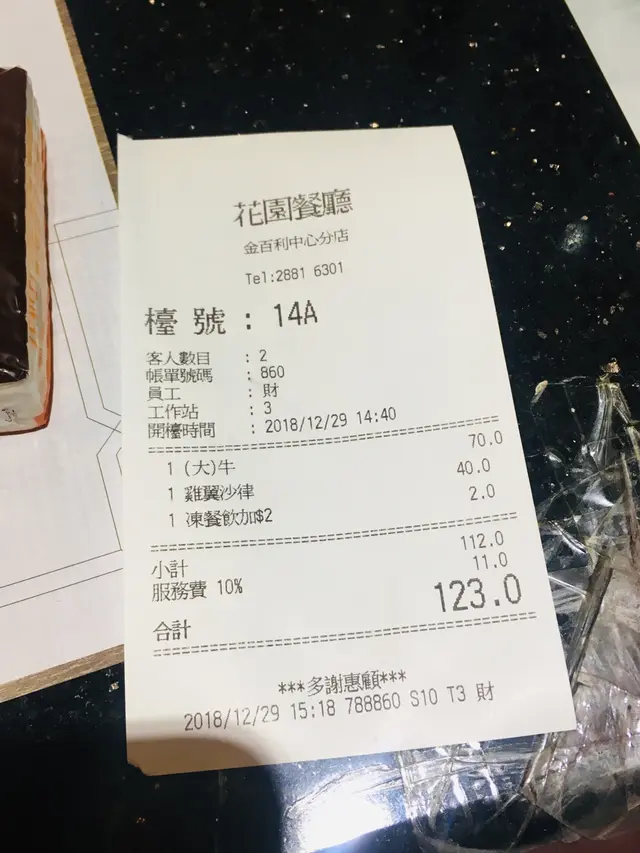 花園餐廳
金百利中心分店
Tel:2881 6301
檯號 : 14A
客人數目 : 2
帳單號碼 : 860
員工 : 財
工作站 : 3
開檯時間 : 2018/12/29 14:40
1 (大)牛 70.0
1 雞翼沙律 40.0
1 凍餐飲加$2 2.0
小計 112.0
服務費 10% 11.0
合計 123.0
***多謝惠顧***
2018/12/29 15:18 788860 S10 T3 財